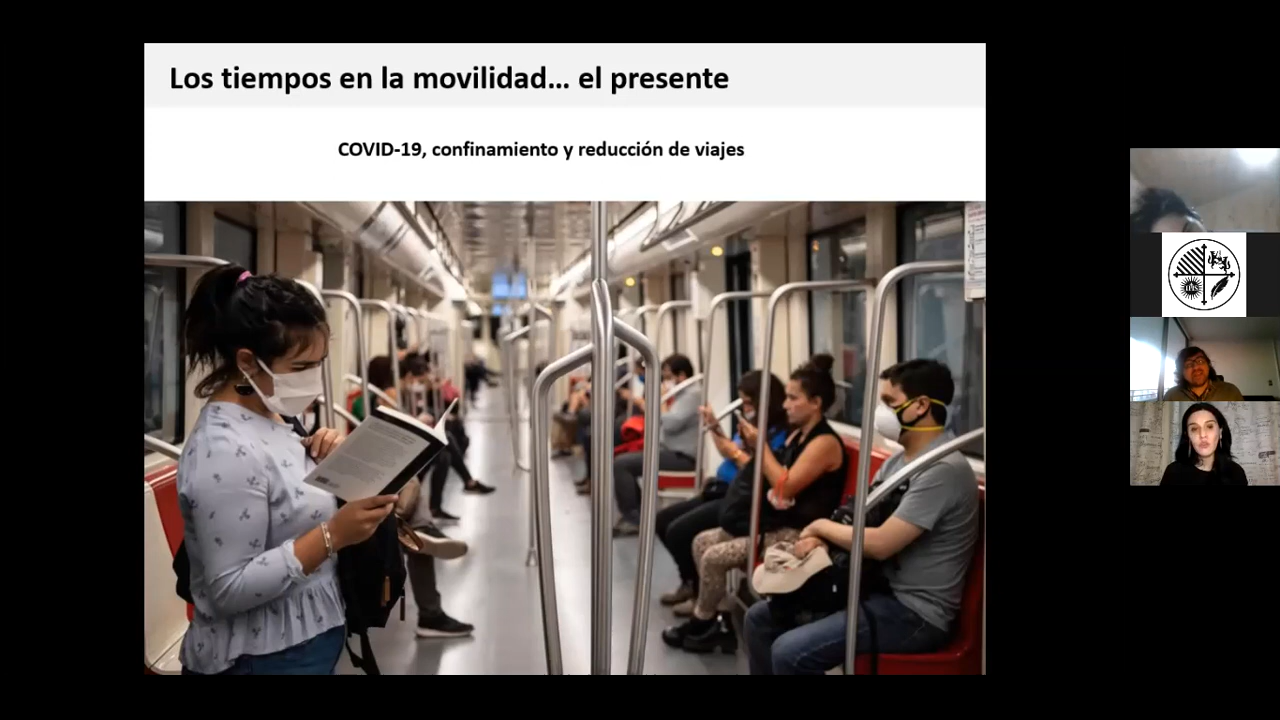 Los tiempos en la movilidad... el presente
COVID-19, confinamiento y reducción de viajes